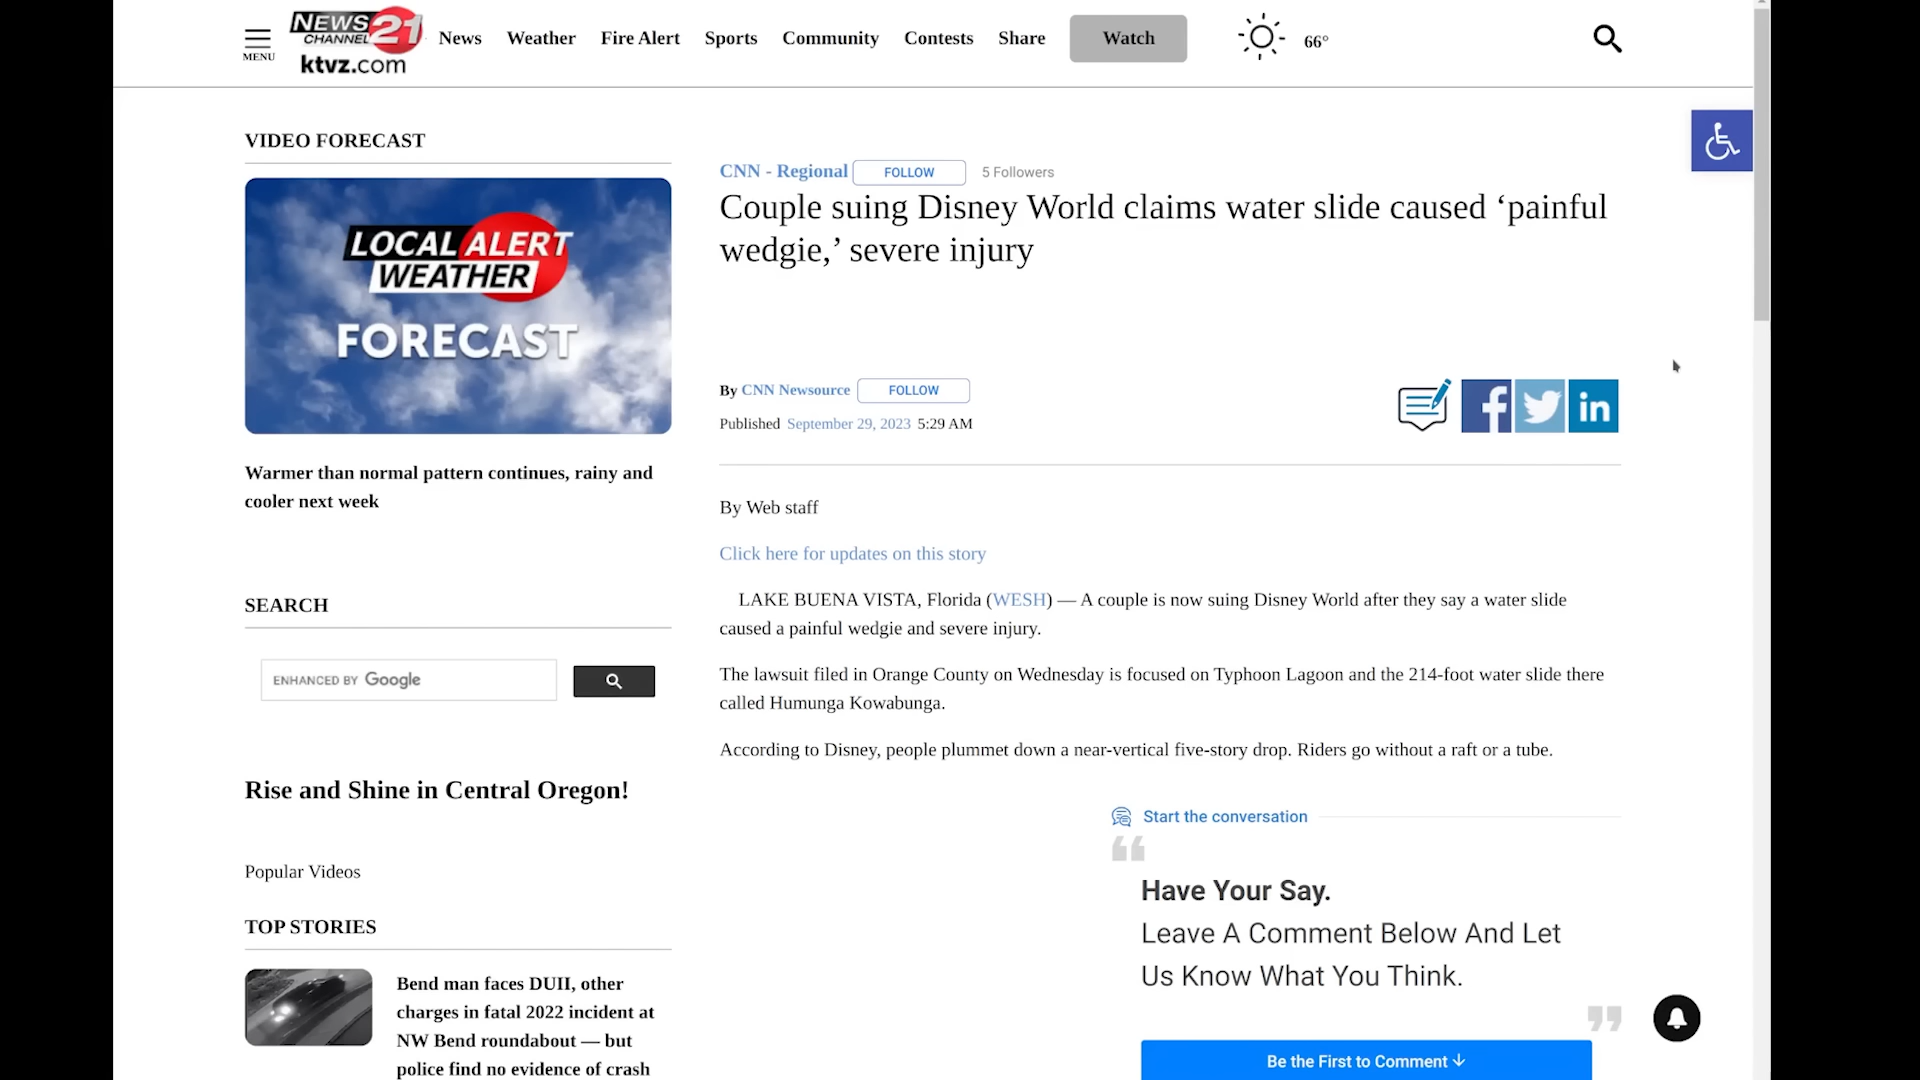 MENU
NEWS 21
CHANNEL
ktvz.com
News
Weather
Fire Alert
Sports
Community
Contests
Share
Watch
66°
VIDEO FORECAST
LOCAL ALERT
WEATHER
FORECAST
Warmer than normal pattern continues, rainy and
cooler next week
SEARCH
ENHANCED BY Google
Rise and Shine in Central Oregon!
Popular Videos
TOP STORIES
Bend man faces DUII, other
charges in fatal 2022 incident at
NW Bend roundabout — but
police find no evidence of crash
CNN - Regional FOLLOW 5 Followers
Couple suing Disney World claims water slide caused ‘painful
wedgie,’ severe injury
By CNN Newsource FOLLOW
Published September 29, 2023 5:29 AM
f
in
By Web staff
Click here for updates on this story
LAKE BUENA VISTA, Florida (WESH) — A couple is now suing Disney World after they say a water slide
caused a painful wedgie and severe injury.
The lawsuit filed in Orange County on Wednesday is focused on Typhoon Lagoon and the 214-foot water slide there
called Humunga Kowabunga.
According to Disney, people plummet down a near-vertical five-story drop. Riders go without a raft or a tube.
Start the conversation
“
Have Your Say.
Leave A Comment Below And Let
Us Know What You Think.
”
Be the First to Comment ↓